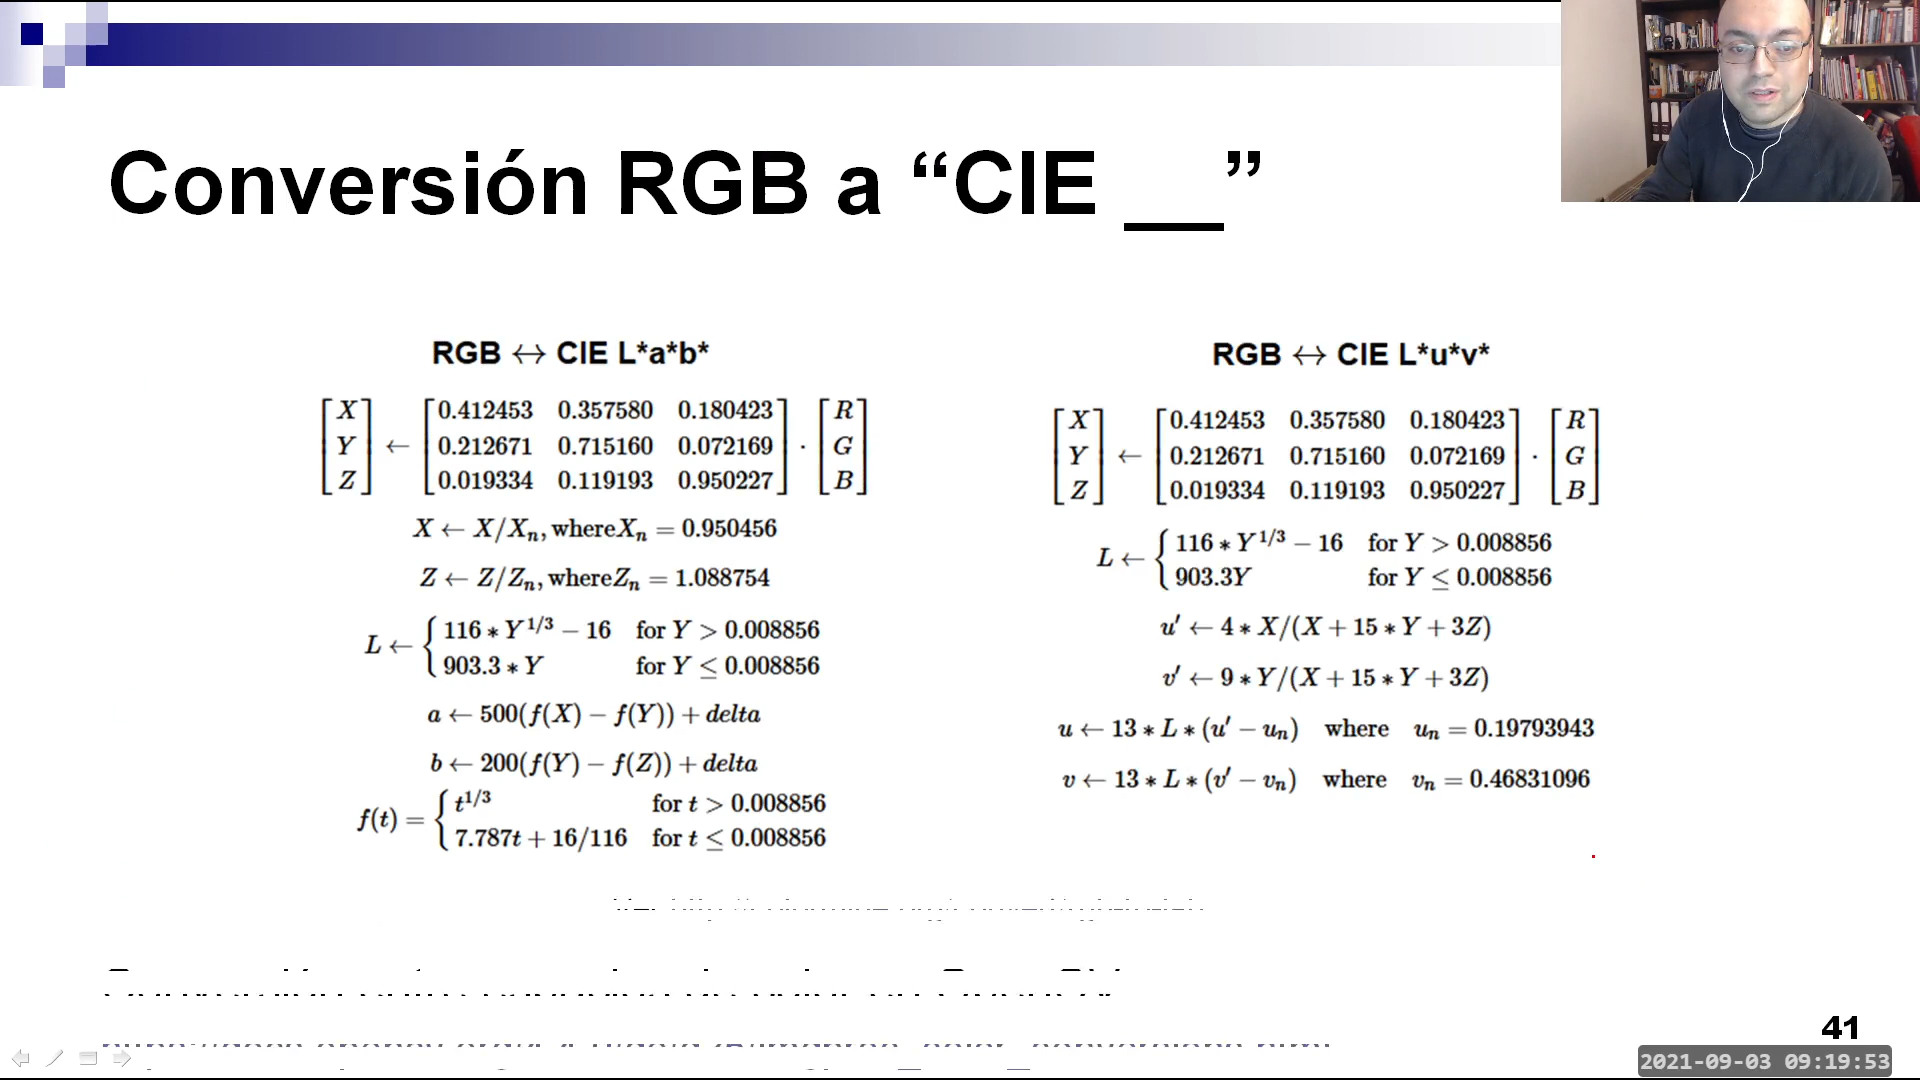 Conversión RGB a “CIE __”
RGB ↔ CIE L*a*b*
[X Y Z] ← [0.412453 0.357580 0.180423
0.212671 0.715160 0.072169
0.019334 0.119193 0.950227] · [R G B]
X ← X/Xₙ, whereXₙ = 0.950456
Z ← Z/Zₙ, whereZₙ = 1.088754
L ← { 116 * Y^{1/3} − 16 for Y > 0.008856
903.3 * Y for Y ≤ 0.008856
a ← 500(f(X) − f(Y)) + delta
b ← 200(f(Y) − f(Z)) + delta
f(t) = { t^{1/3} for t > 0.008856
7.787t + 16/116 for t ≤ 0.008856
RGB ↔ CIE L*u*v*
[X Y Z] ← [0.412453 0.357580 0.180423
0.212671 0.715160 0.072169
0.019334 0.119193 0.950227] · [R G B]
L ← { 116 * Y^{1/3} − 16 for Y > 0.008856
903.3Y for Y ≤ 0.008856
u′ ← 4 * X/(X + 15 * Y + 3Z)
v′ ← 9 * Y/(X + 15 * Y + 3Z)
u ← 13 * L * (u′ − uₙ) where uₙ = 0.19793943
v ← 13 * L * (v′ − vₙ) where vₙ = 0.46831096
41
2021-09-03 09:19:53